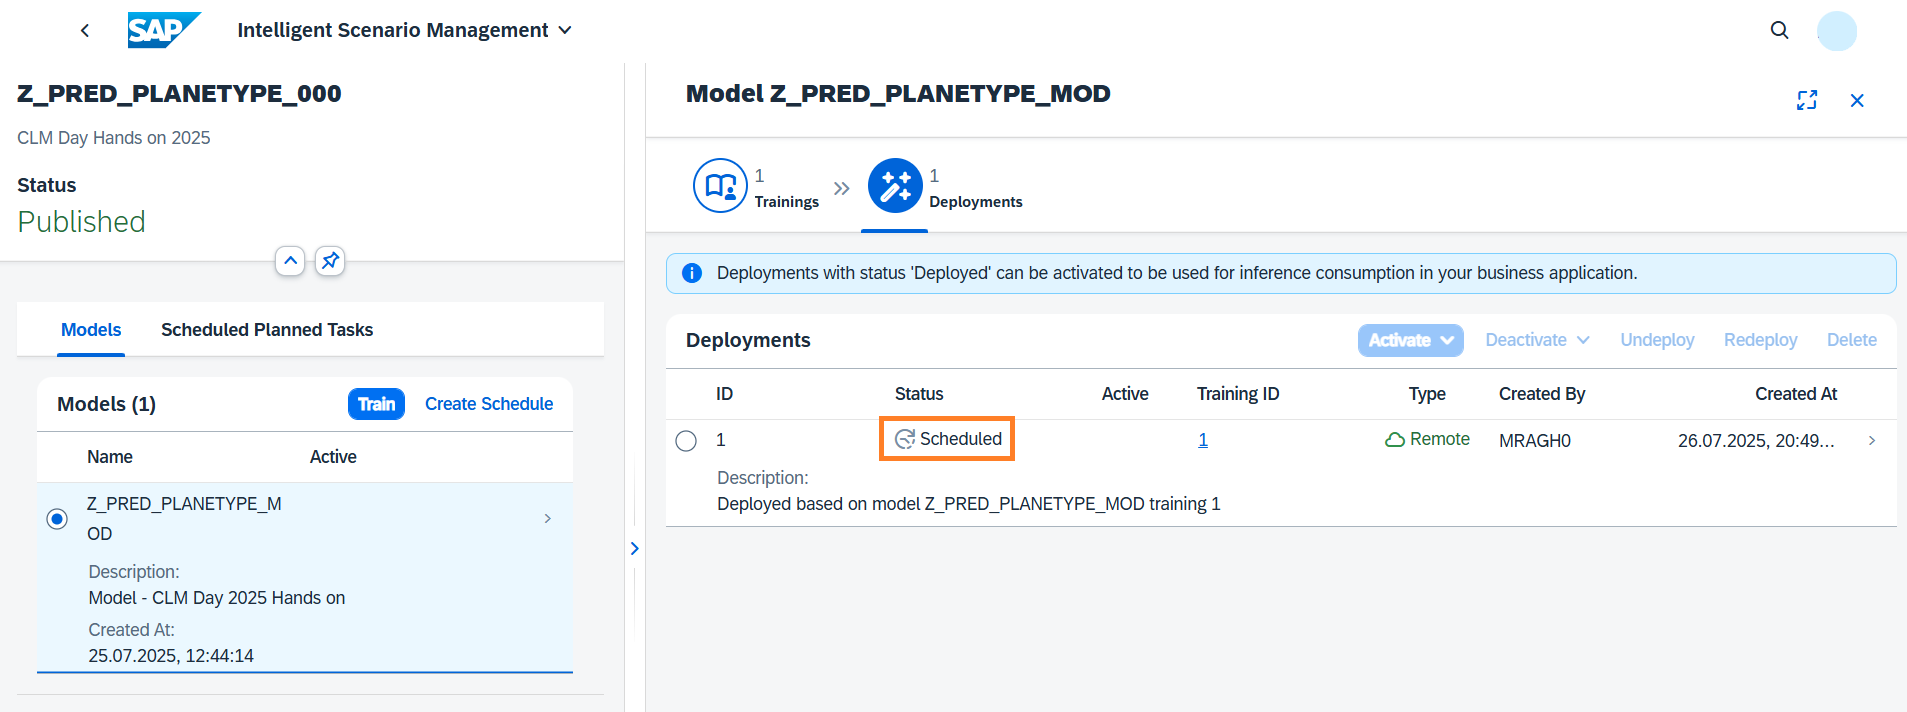 SAP
Intelligent Scenario Management
Z_PRED_PLANETYPE_000
CLM Day Hands on 2025
Status
Published
Models
Scheduled Planned Tasks
Models (1)
Train
Create Schedule
Name
Active
Z_PRED_PLANETYPE_M
OD
Description:
Model - CLM Day 2025 Hands on
Created At:
25.07.2025, 12:44:14
Model Z_PRED_PLANETYPE_MOD
1
Trainings
1
Deployments
Deployments with status 'Deployed' can be activated to be used for inference consumption in your business application.
Deployments
Activate
Deactivate
Undeploy
Redeploy
Delete
ID
Status
Active
Training ID
Type
Created By
Created At
1
Scheduled
1
Remote
MRAGH0
26.07.2025, 20:49...
Description:
Deployed based on model Z_PRED_PLANETYPE_MOD training 1